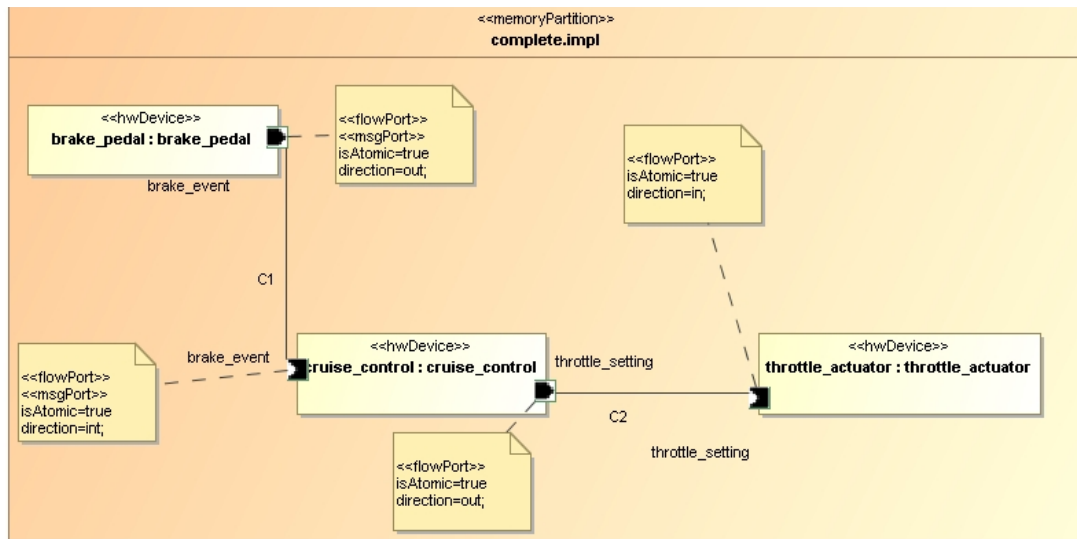 <<memoryPartition>>
complete.impl
<<hwDevice>>
brake_pedal : brake_pedal
brake_event
<<flowPort>>
<<msgPort>>
isAtomic=true
direction=out;
<<flowPort>>
isAtomic=true
direction=in;
C1
<<flowPort>>
<<msgPort>>
isAtomic=true
direction=int;
brake_event
<<hwDevice>>
cruise_control : cruise_control
throttle_setting
C2
throttle_setting
<<hwDevice>>
throttle_actuator : throttle_actuator
<<flowPort>>
isAtomic=true
direction=out;